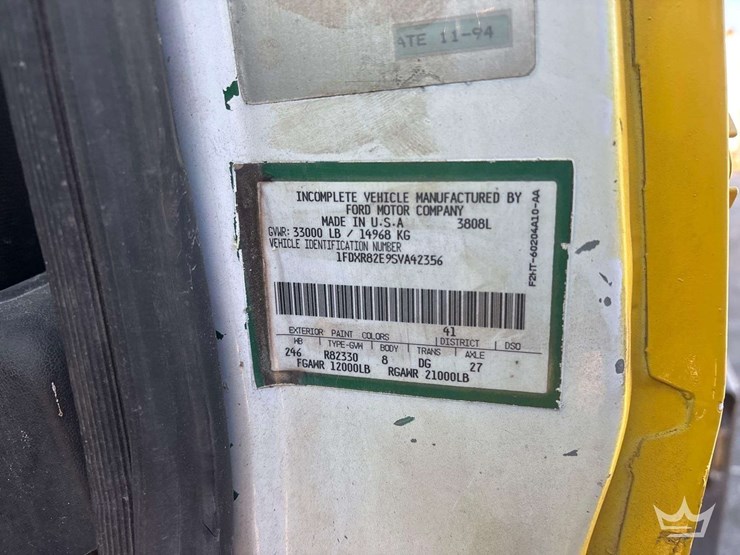 ATE 11-94
INCOMPLETE VEHICLE MANUFACTURED BY
FORD MOTOR COMPANY
MADE IN U.S.A 3808L
GVWR: 33000 LB / 14968 KG
VEHICLE IDENTIFICATION NUMBER
1FDXR82E9SVA42356
F2HT-60204A10-AA
41
EXTERIOR PAINT COLORS DISTRICT DSO
WB TYPE-GVW BODY TRANS AXLE
246 R82330 8 DG 27
FGAWR 12000LB RGAWR 21000LB